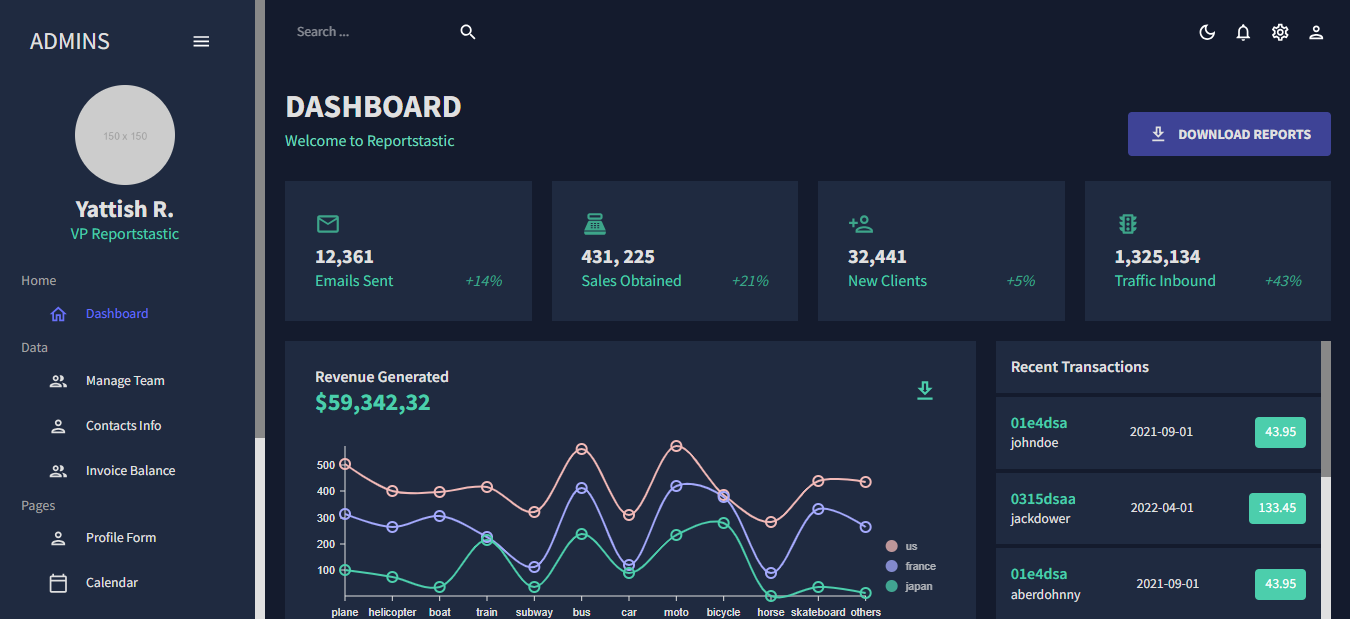 ADMINS
150 x 150
Yattish R.
VP Reportstastic
Home
Dashboard
Data
Manage Team
Contacts Info
Invoice Balance
Pages
Profile Form
Calendar
Search ...
DASHBOARD
Welcome to Reportstastic
DOWNLOAD REPORTS
12,361
Emails Sent +14%
431, 225
Sales Obtained +21%
32,441
New Clients +5%
1,325,134
Traffic Inbound +43%
Revenue Generated
$59,342,32
500
400
300
200
100
plane helicopter boat train subway bus car moto bicycle horse skateboard others
us
france
japan
Recent Transactions
01e4dsa
johndoe
2021-09-01
43.95
0315dsaa
jackdower
2022-04-01
133.45
01e4dsa
aberdohnny
2021-09-01
43.95